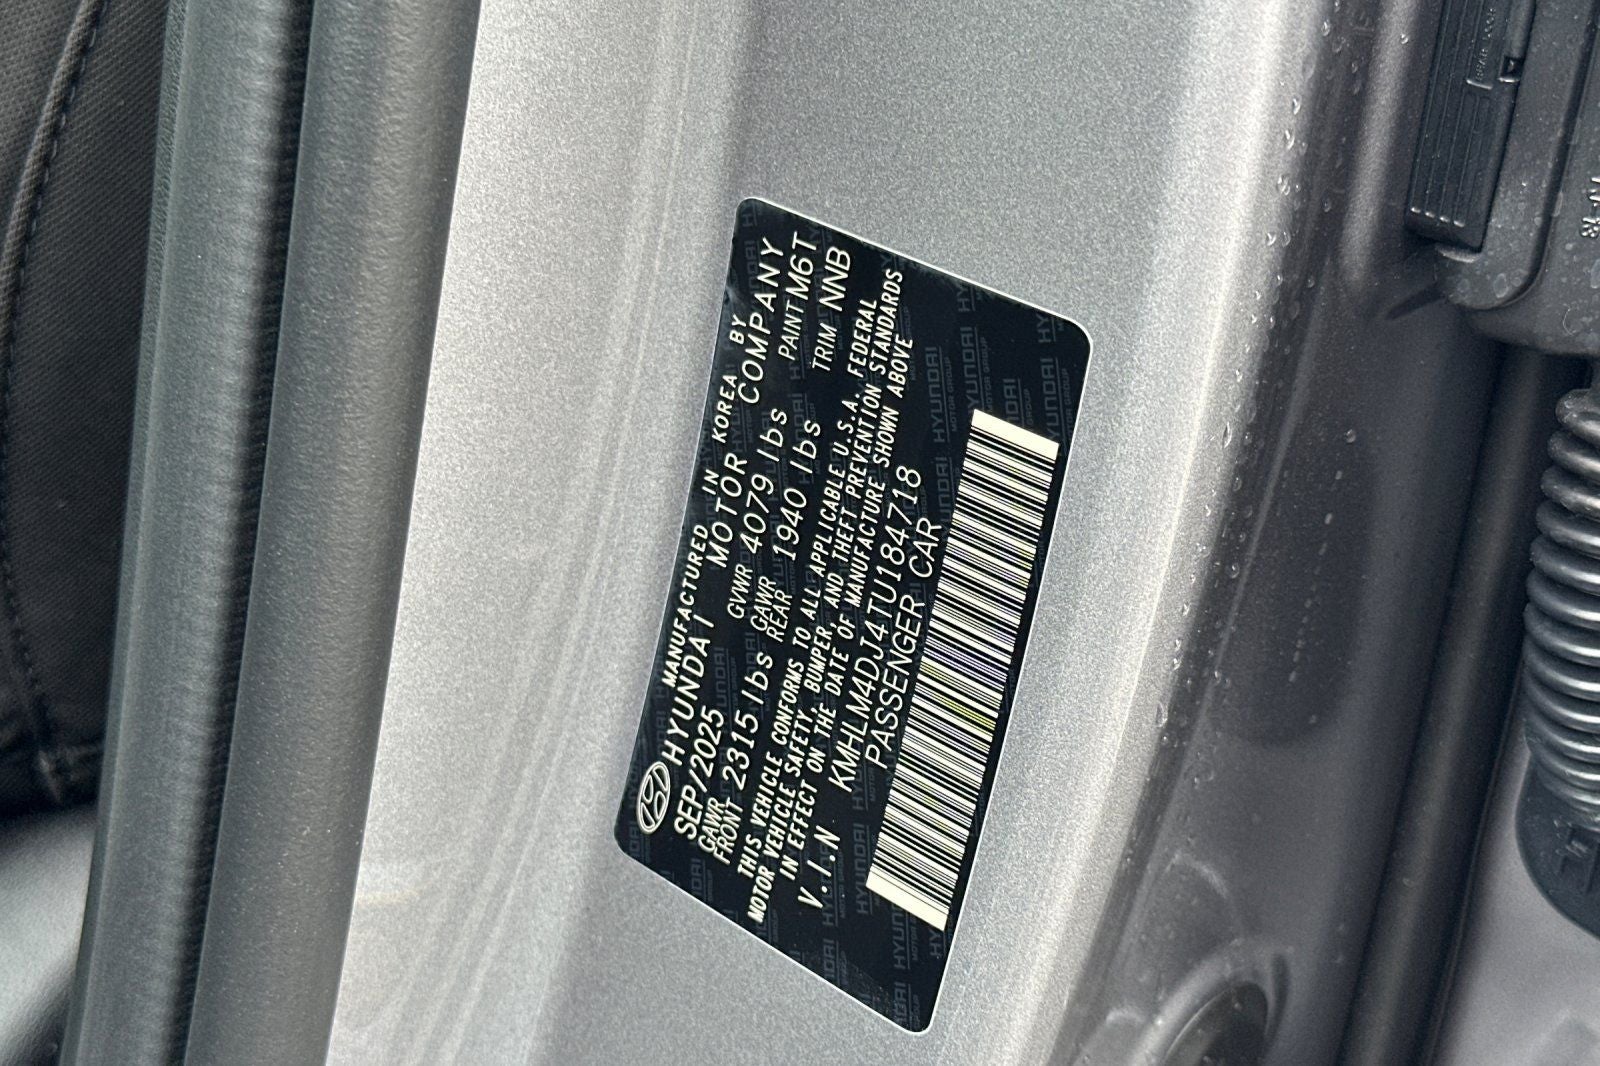 MANUFACTURED IN KOREA BY
HYUNDAI MOTOR COMPANY
SEP/2025 GVWR 4079 lbs PAINT M6T
GAWR FRONT 2315 lbs GAWR REAR 1940 lbs TRIM NNB
THIS VEHICLE CONFORMS TO ALL APPLICABLE U.S.A. FEDERAL
MOTOR VEHICLE SAFETY, BUMPER, AND THEFT PREVENTION STANDARDS
IN EFFECT ON THE DATE OF MANUFACTURE SHOWN ABOVE
V.I.N KMHLM4DJ4TU184718
PASSENGER CAR
HYUNDAI
MOTOR GROUP